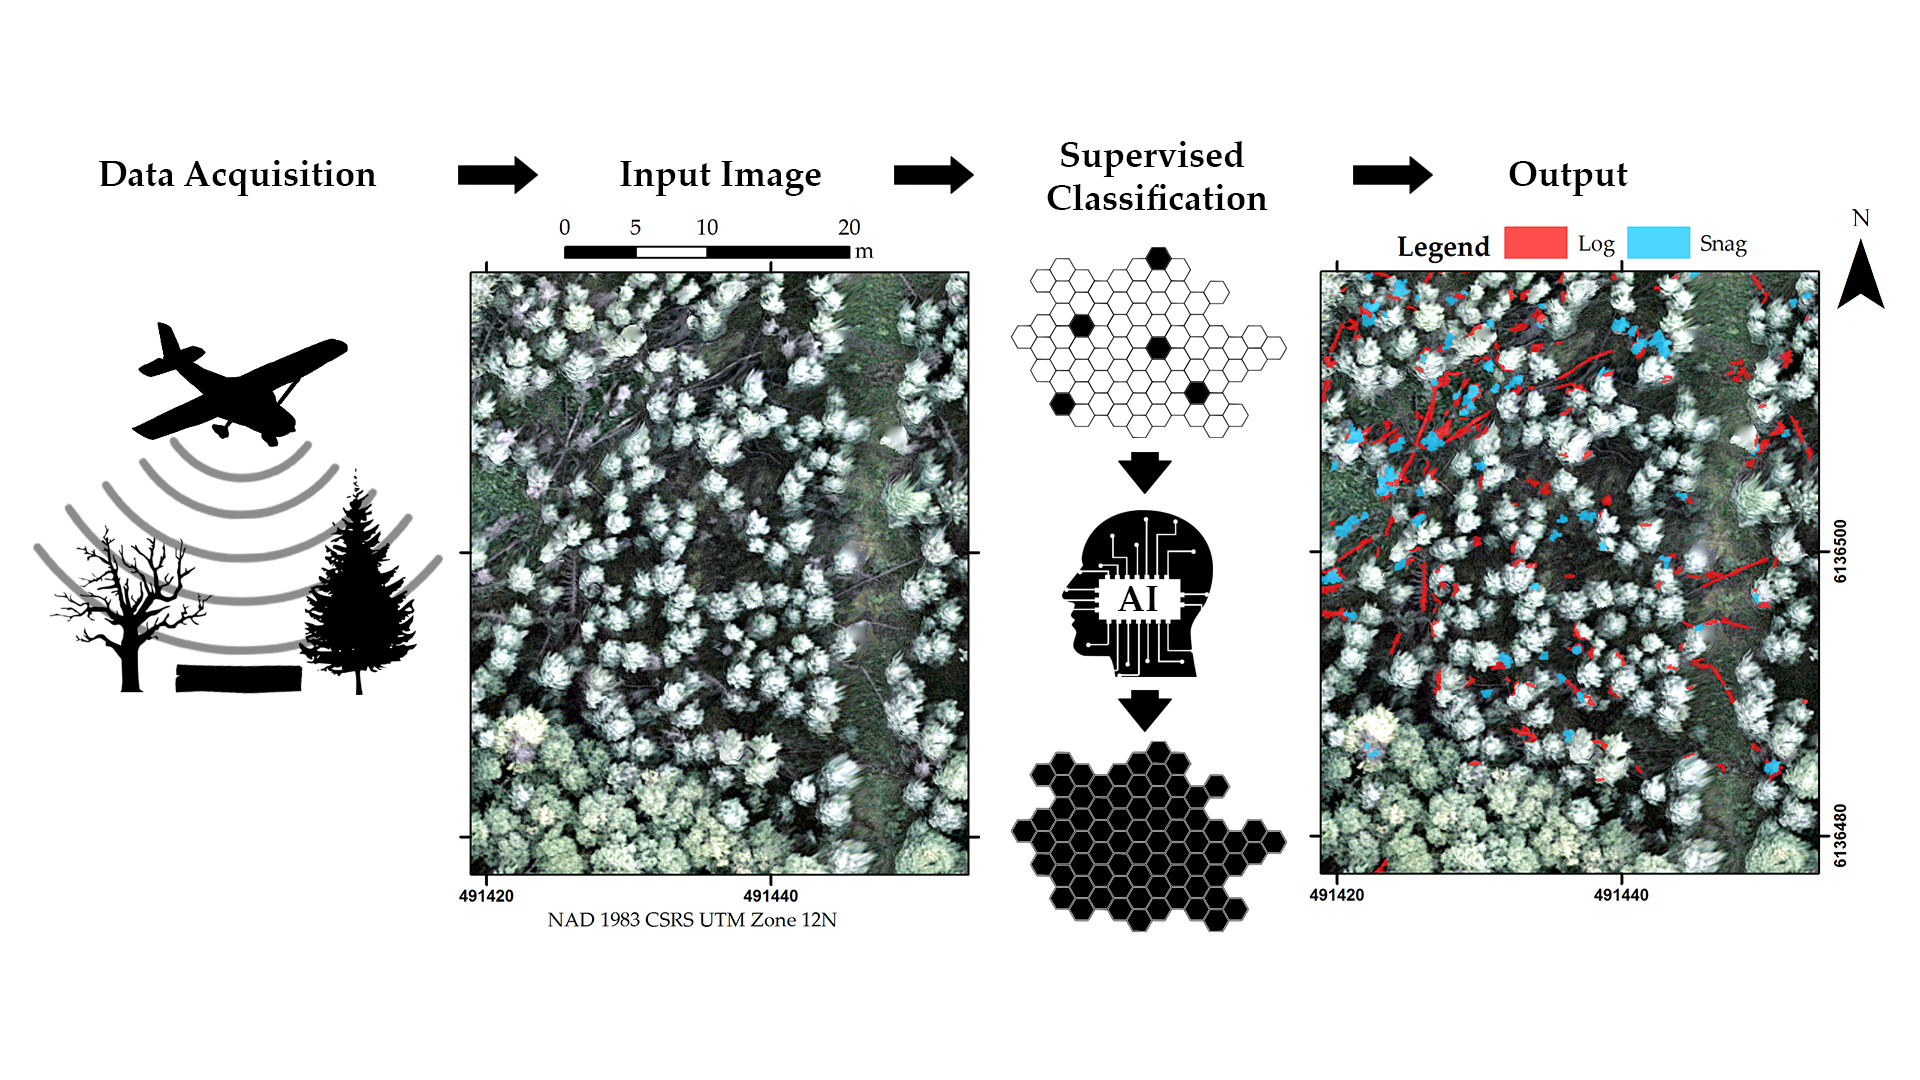 Data Acquisition
Input Image
Supervised
Classification
Output
0 5 10 20
m
Legend Log Snag
N
AI
6136500
6136480
491420 491440
NAD 1983 CSRS UTM Zone 12N
491420 491440